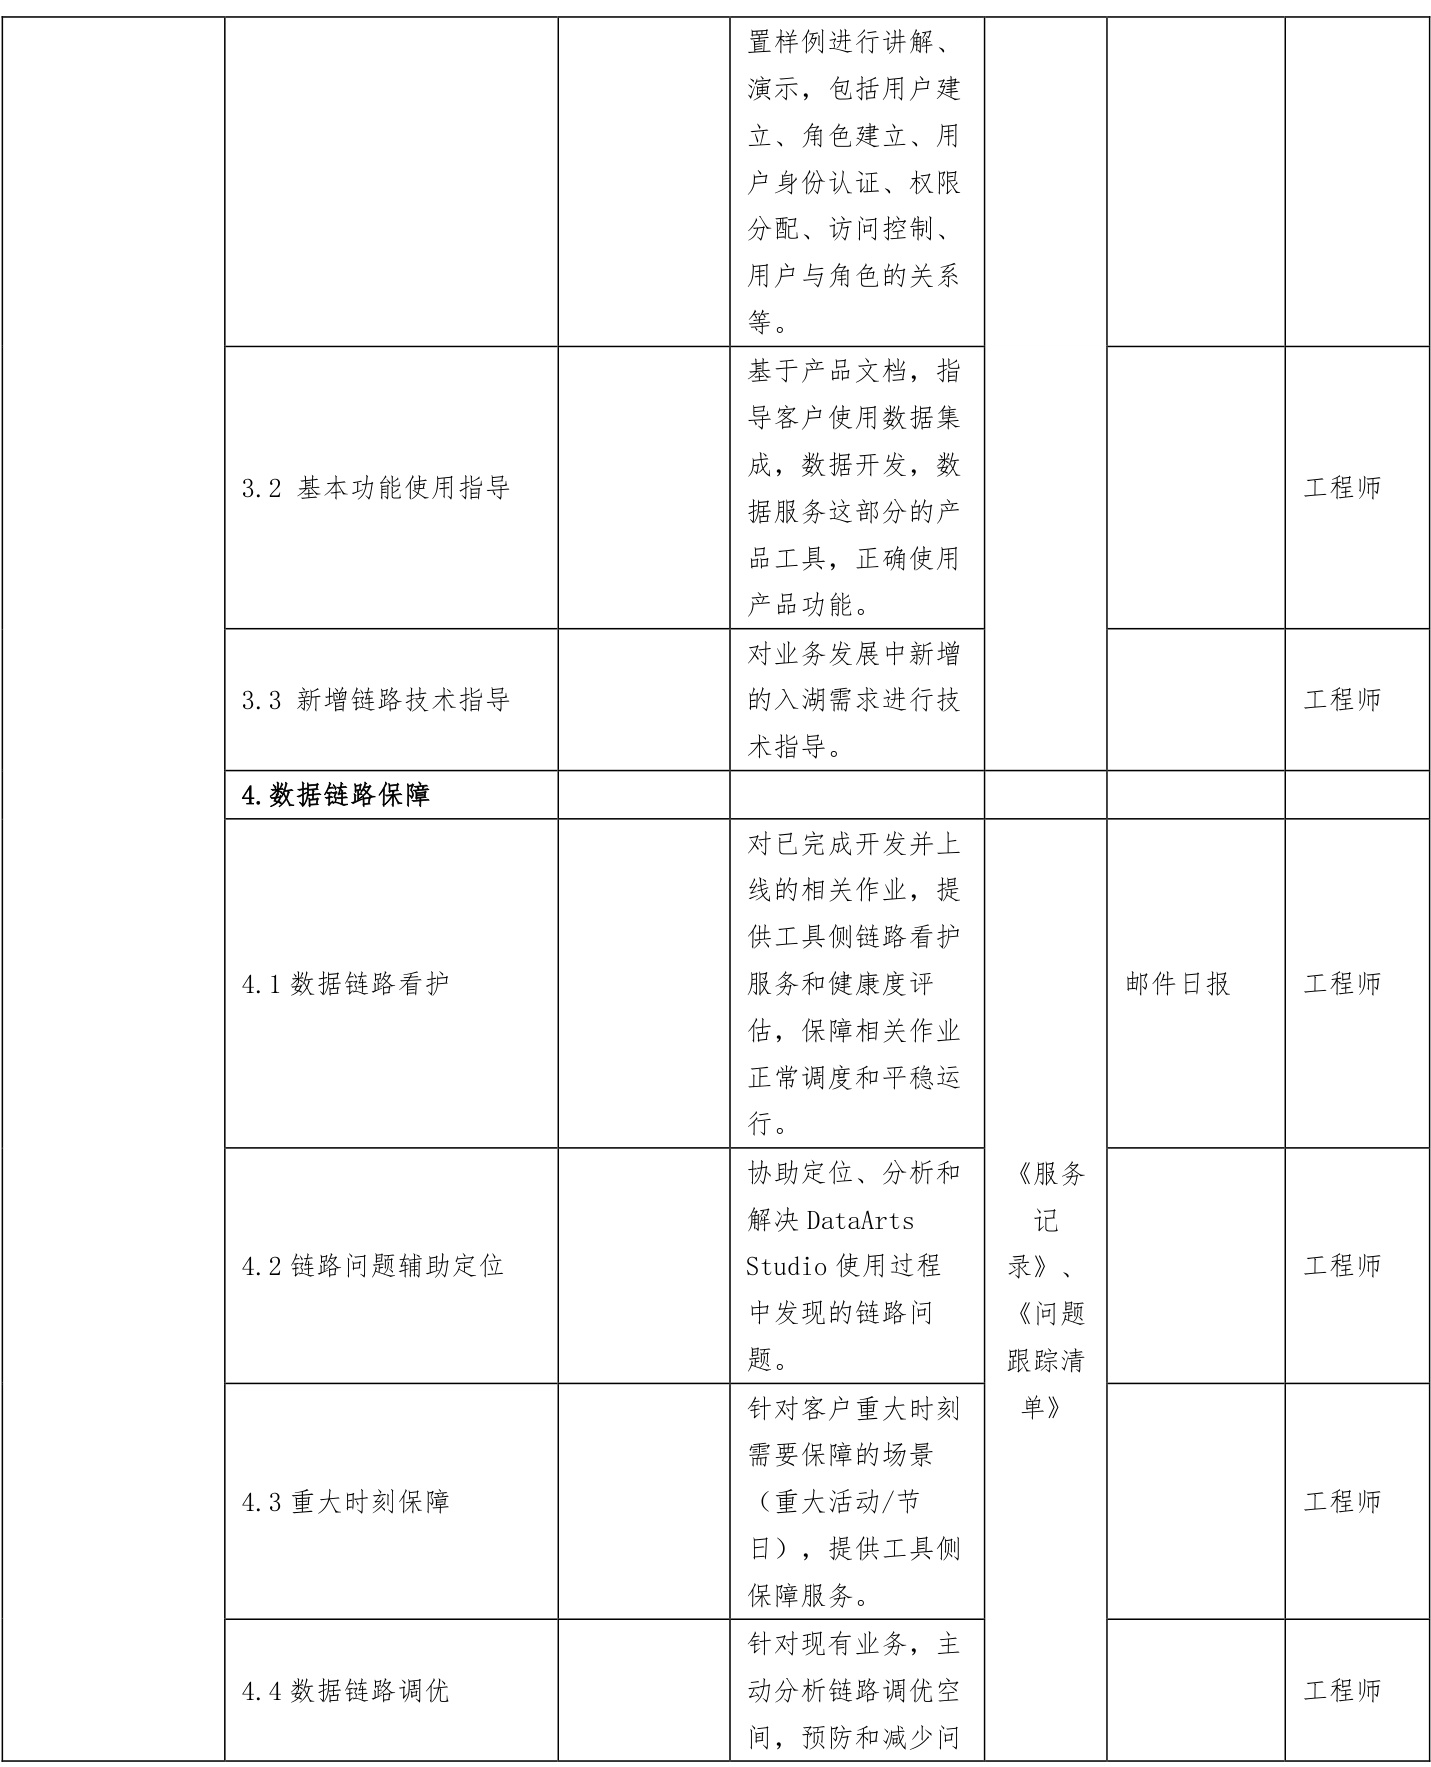 置样例进行讲解、
演示，包括用户建
立、角色建立、用
户身份认证、权限
分配、访问控制、
用户与角色的关系
等。
3.2 基本功能使用指导
基于产品文档，指
导客户使用数据集
成，数据开发，数
据服务这部分的产
品工具，正确使用
产品功能。
工程师
3.3 新增链路技术指导
对业务发展中新增
的入湖需求进行技
术指导。
工程师
4.数据链路保障
4.1数据链路看护
对已完成开发并上
线的相关作业，提
供工具侧链路看护
服务和健康度评
估，保障相关作业
正常调度和平稳运
行。
《服务
记
录》、
《问题
跟踪清
单》
邮件日报
工程师
4.2链路问题辅助定位
协助定位、分析和
解决 DataArts
Studio 使用过程
中发现的链路问
题。
工程师
4.3重大时刻保障
针对客户重大时刻
需要保障的场景
（重大活动/节
日），提供工具侧
保障服务。
工程师
4.4数据链路调优
针对现有业务，主
动分析链路调优空
间，预防和减少问
工程师